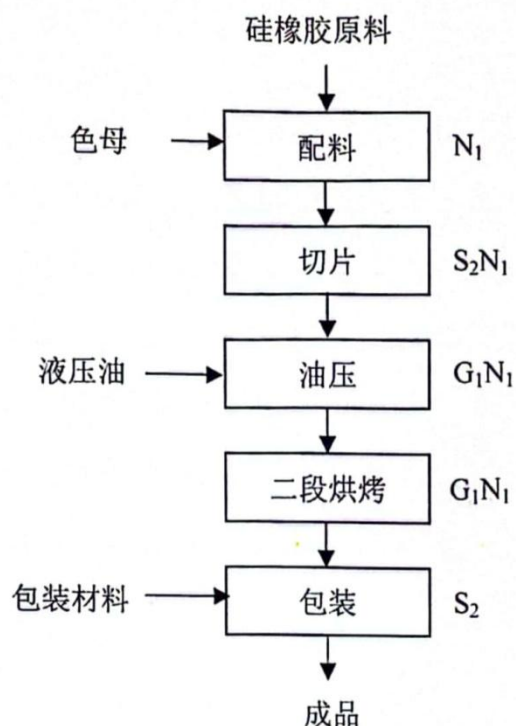 硅橡胶原料
色母 配料 N₁
切片 S₂N₁
液压油 油压 G₁N₁
二段烘烤 G₁N₁
包装材料 包装 S₂
成品